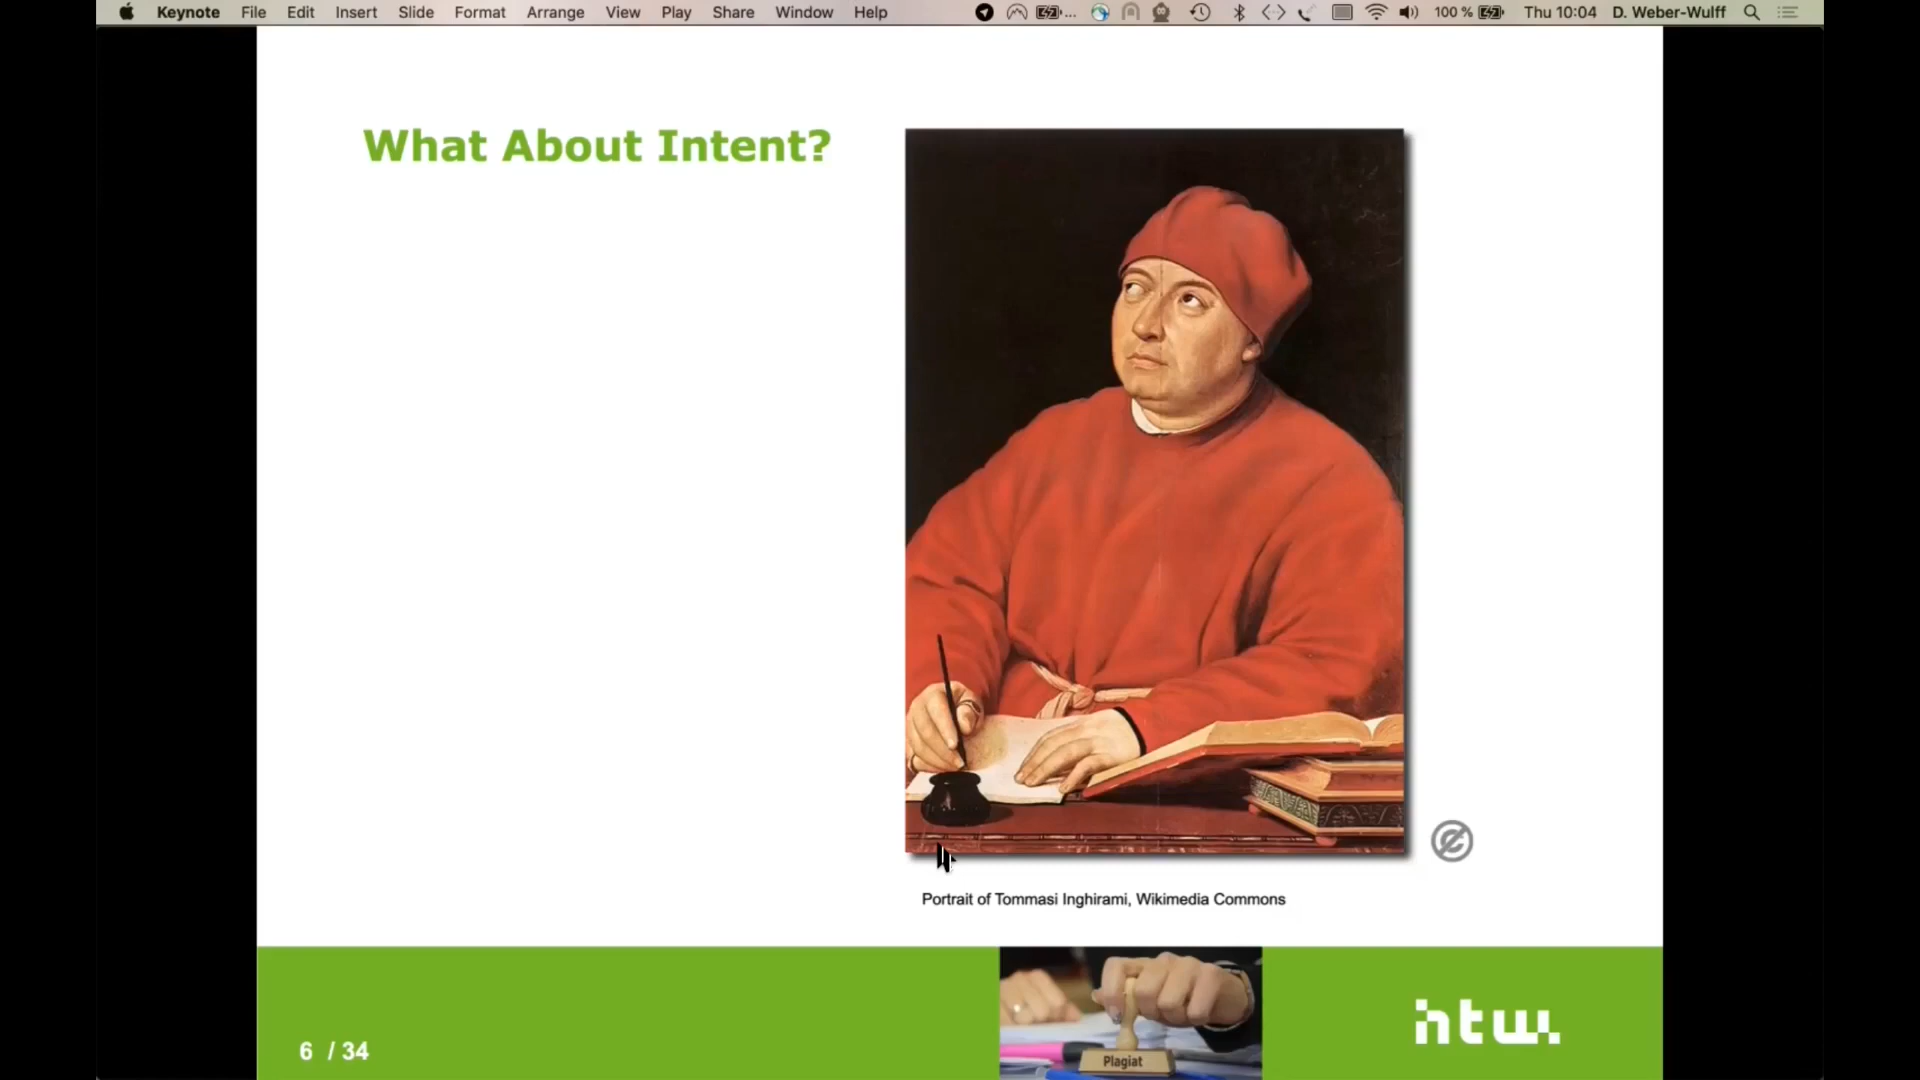 Keynote File Edit Insert Slide Format Arrange View Play Share Window Help 100 % Thu 10:04 D. Weber-Wulff
What About Intent?
Portrait of Tommasi Inghirami, Wikimedia Commons
6 / 34
Plagiat
htw.